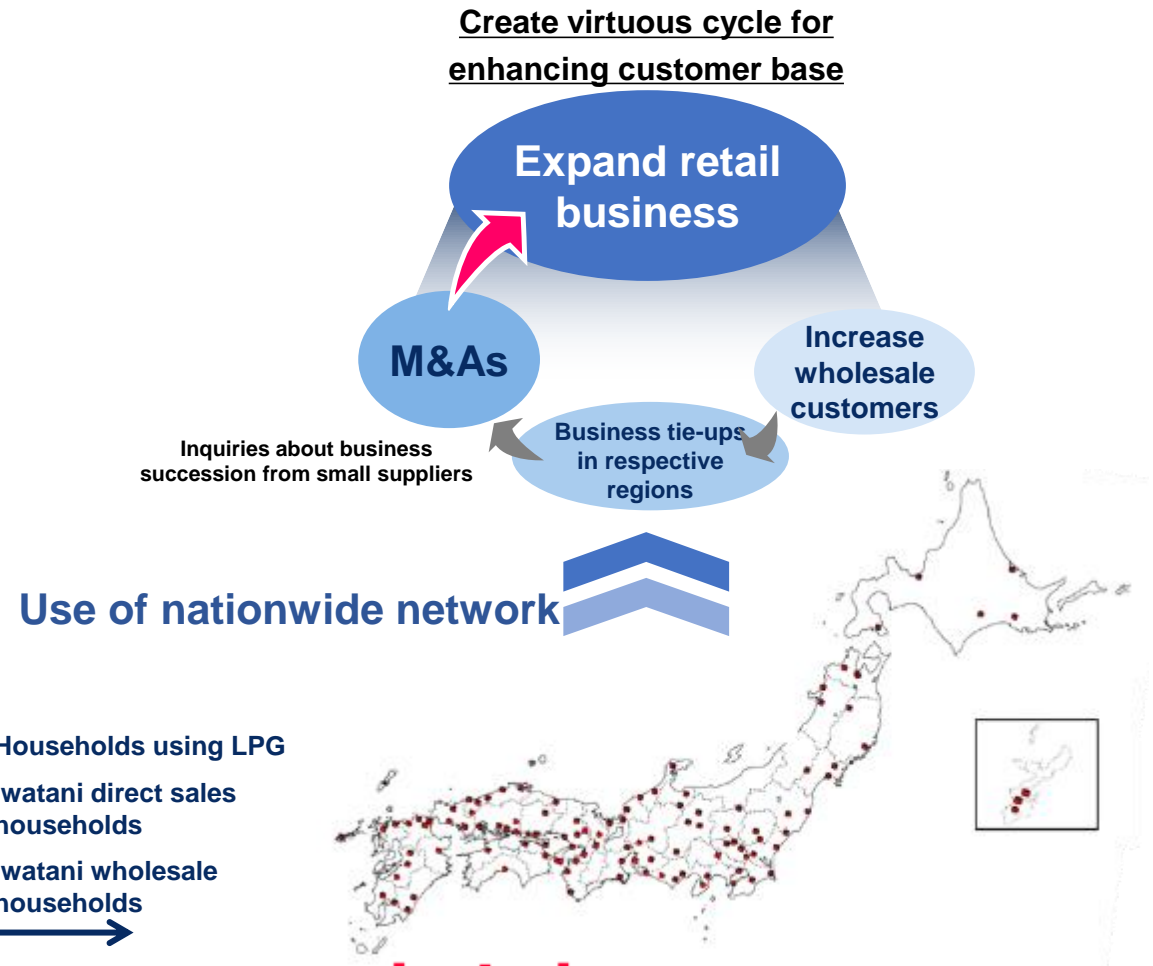 Create virtuous cycle for
enhancing customer base
Expand retail
business
M&As
Increase
wholesale
customers
Business tie-ups
in respective
regions
Inquiries about business
succession from small suppliers
Use of nationwide network
Households using LPG
watani direct sales
households
watani wholesale
households